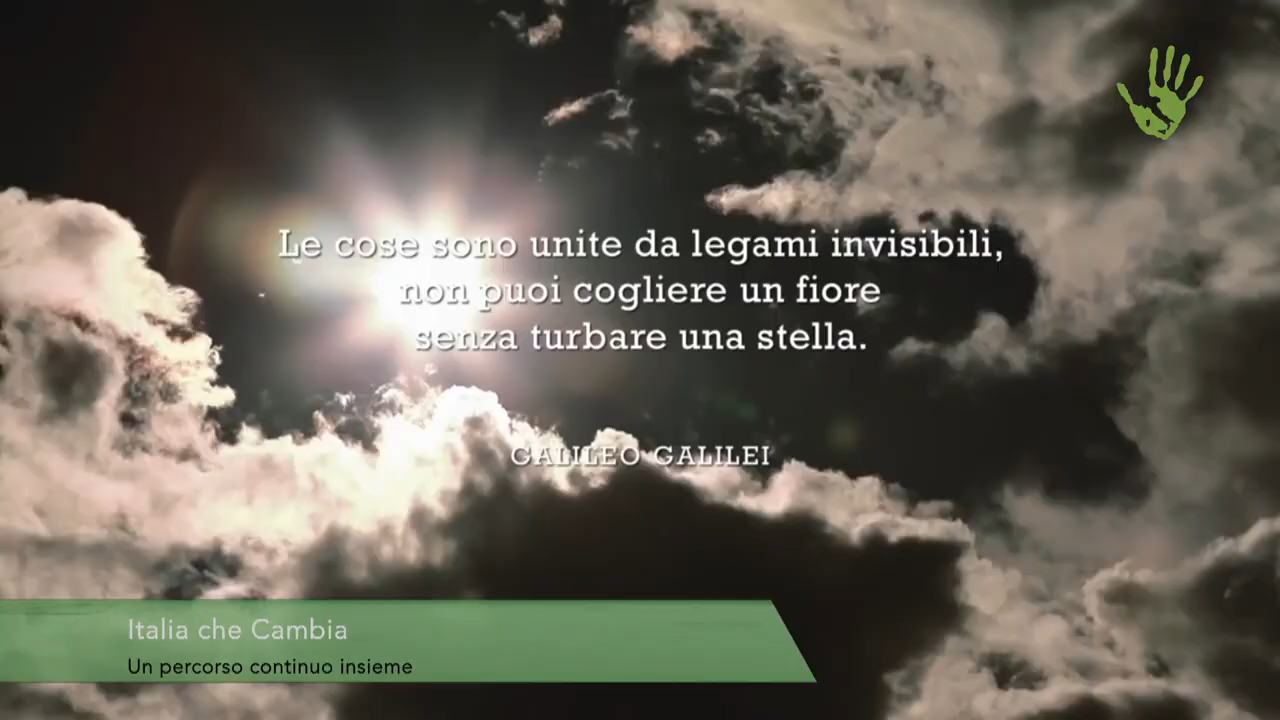 Le cose sono unite da legami invisibili,
non puoi cogliere un fiore
senza turbare una stella.
GALILEO GALILEI
Italia che Cambia
Un percorso continuo insieme